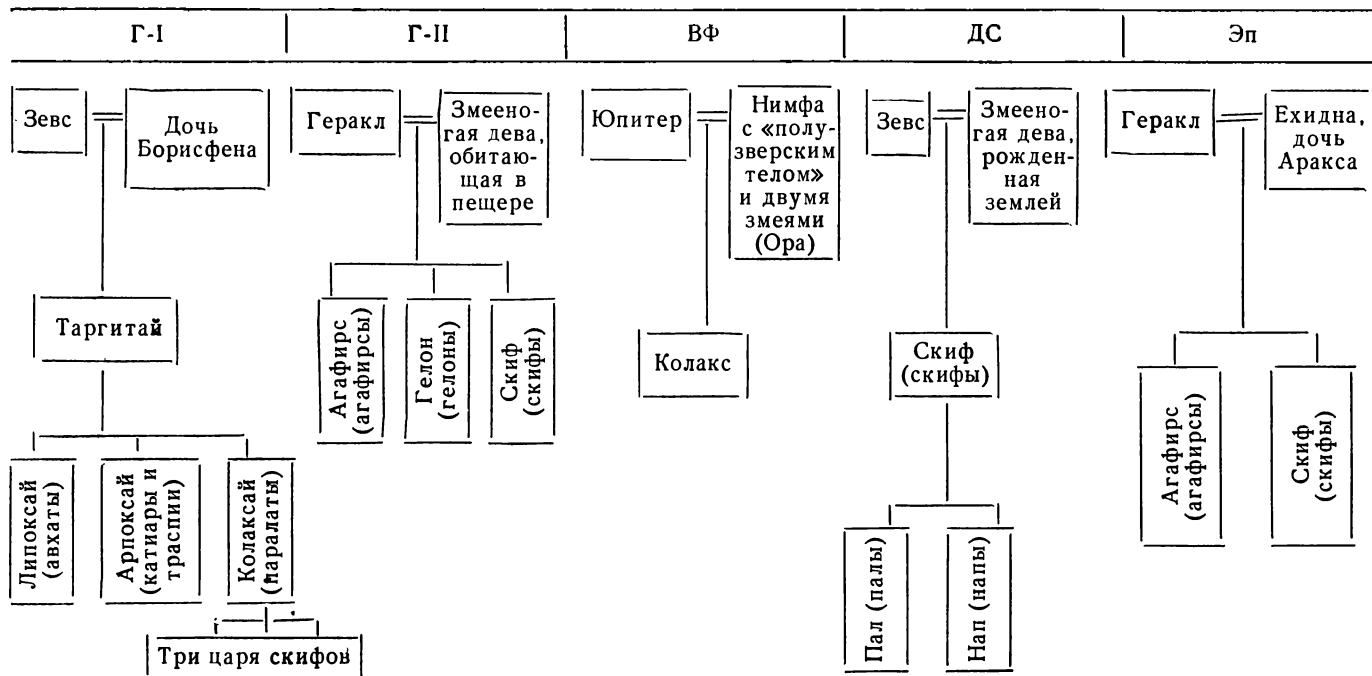 Г-I
Г-II
ВФ
ДС
Эп
Зевс
Дочь
Борисфена
Таргитай
Липоксай
(авхаты)
Арпоксай
(катиары и
траспии)
Колаксай
(паралаты)
Три царя скифов
Геракл
Змеено-
гая дева,
обитаю-
щая в
пещере
Агафирс
(агафирсы)
Гелон
(гелоны)
Скиф
(скифы)
Юпитер
Нимфа
с «полу-
зверским
телом»
и двумя
змеями
(Ора)
Колакс
Зевс
Змеено-
гая дева,
рожден-
ная
землей
Скиф
(скифы)
Пал (палы)
Нап (напы)
Геракл
Ехидна,
дочь
Аракса
Агафирс
(агафирсы)
Скиф
(скифы)